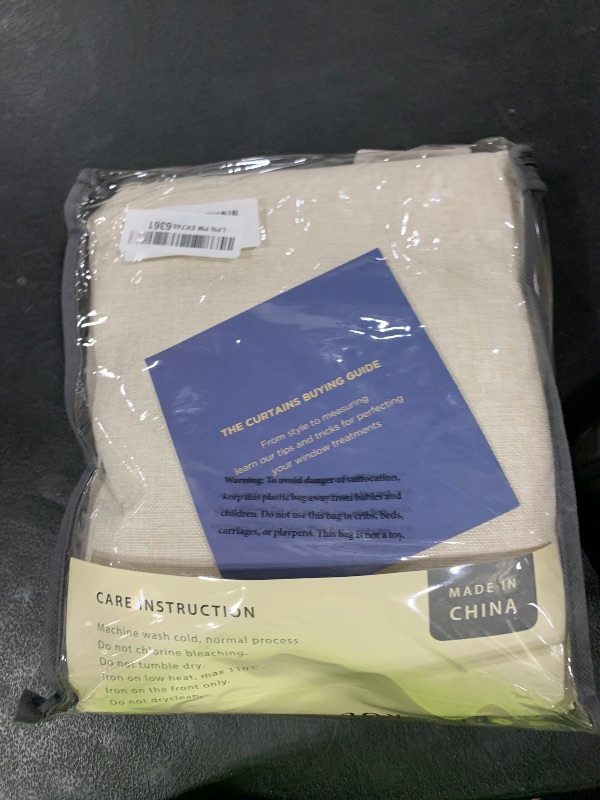 LPN PM EK748 6361
THE CURTAINS BUYING GUIDE
From style to measuring
learn our tips and tricks for perfecting
your window treatments
Warning: To avoid danger of suffocation,
keep this plastic bag away from babies and
children. Do not use this bag in cribs, beds,
carriages, or playpens. This bag is not a toy.
MADE IN
CHINA
CARE INSTRUCTION
Machine wash cold, normal process
Do not chlorine bleaching.
Do not tumble dry.
Iron on low heat, max 110
Iron on the front only.
Do not dryclean.